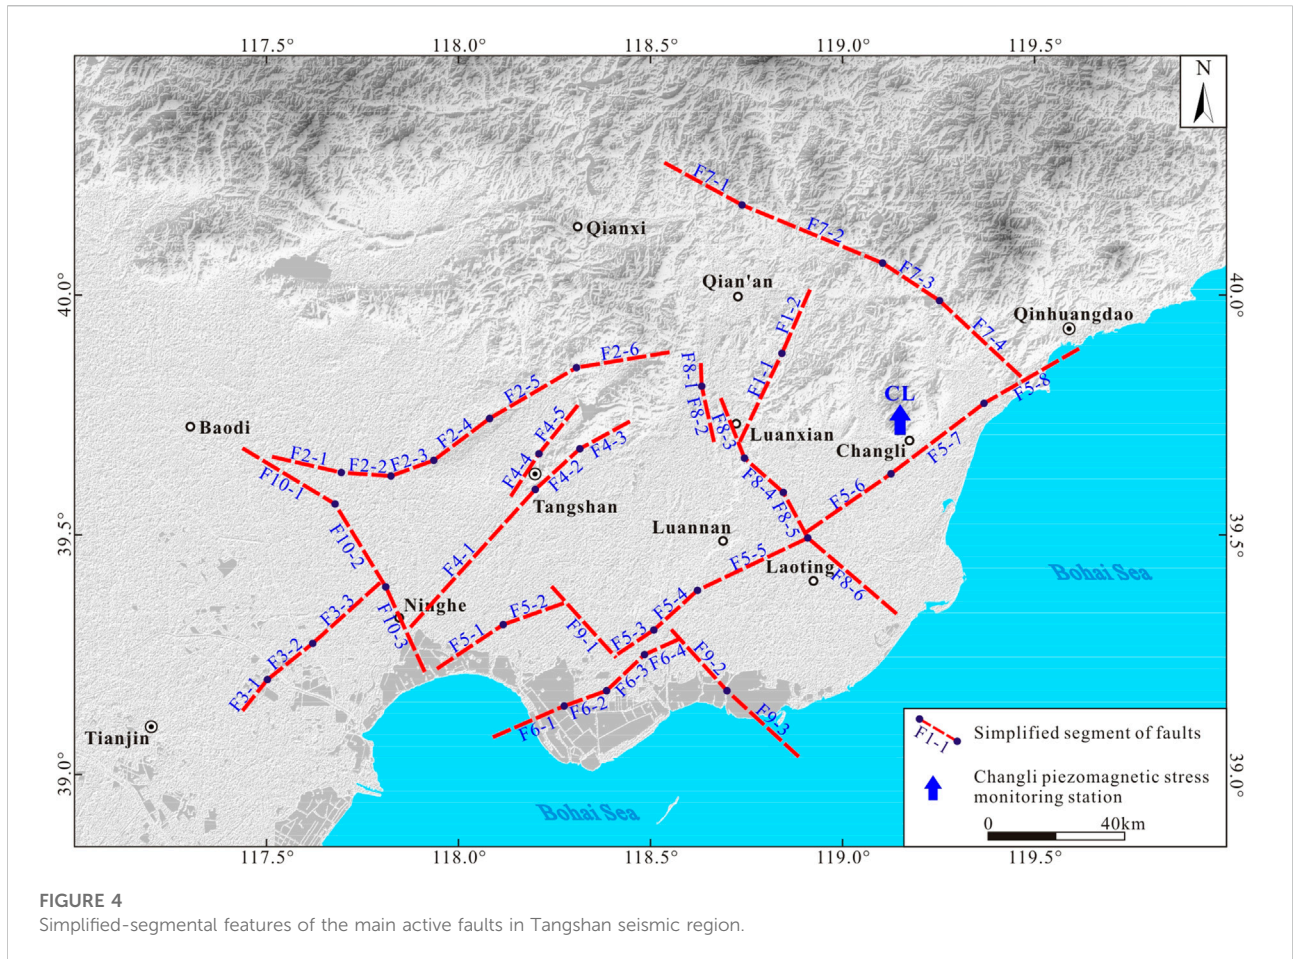 117.5° 118.0° 118.5° 119.0° 119.5°
N
F7-1
Qianxi
F7-2
F7-3
40.0°
40.0°
Qian'an
F1-2
Qinhuangdao
F7-4
F2-6
F8-1
F1-1
F2-5
F5-8
CL
F8-2
F8-3
Baodi
F2-4
F4-5
Luanxian
F4-3
Changli
F5-7
F2-1
F2-2
F2-3
F4-4
F4-2
F10-1
F8-4
F5-6
Tangshan
F8-5
39.5°
39.5°
Luannan
F10-2
F4-1
F5-5
Laoting
F8-6
Bohai Sea
Ninghe
F3-3
F10-3
F5-2
F5-4
F5-1
F9-1
F5-3
F3-2
F6-4
F9-2
F6-3
F3-1
F6-2
F6-1
F9-3
Tianjin
39.0°
39.0°
Bohai Sea
F1-1
Simplified segment of faults
Changli piezomagnetic stress
monitoring station
0 40km
117.5° 118.0° 118.5° 119.0° 119.5°
FIGURE 4
Simplified-segmental features of the main active faults in Tangshan seismic region.